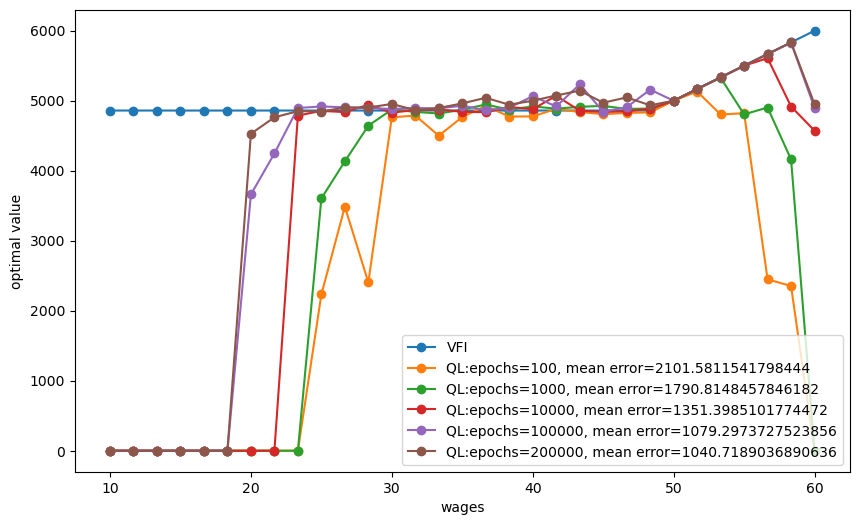 6000
5000
4000
3000
2000
1000
0
optimal value
10 20 30 40 50 60
wages
VFI
QL:epochs=100, mean error=2101.5811541798444
QL:epochs=1000, mean error=1790.8148457846182
QL:epochs=10000, mean error=1351.3985101774472
QL:epochs=100000, mean error=1079.2973727523856
QL:epochs=200000, mean error=1040.7189036890636